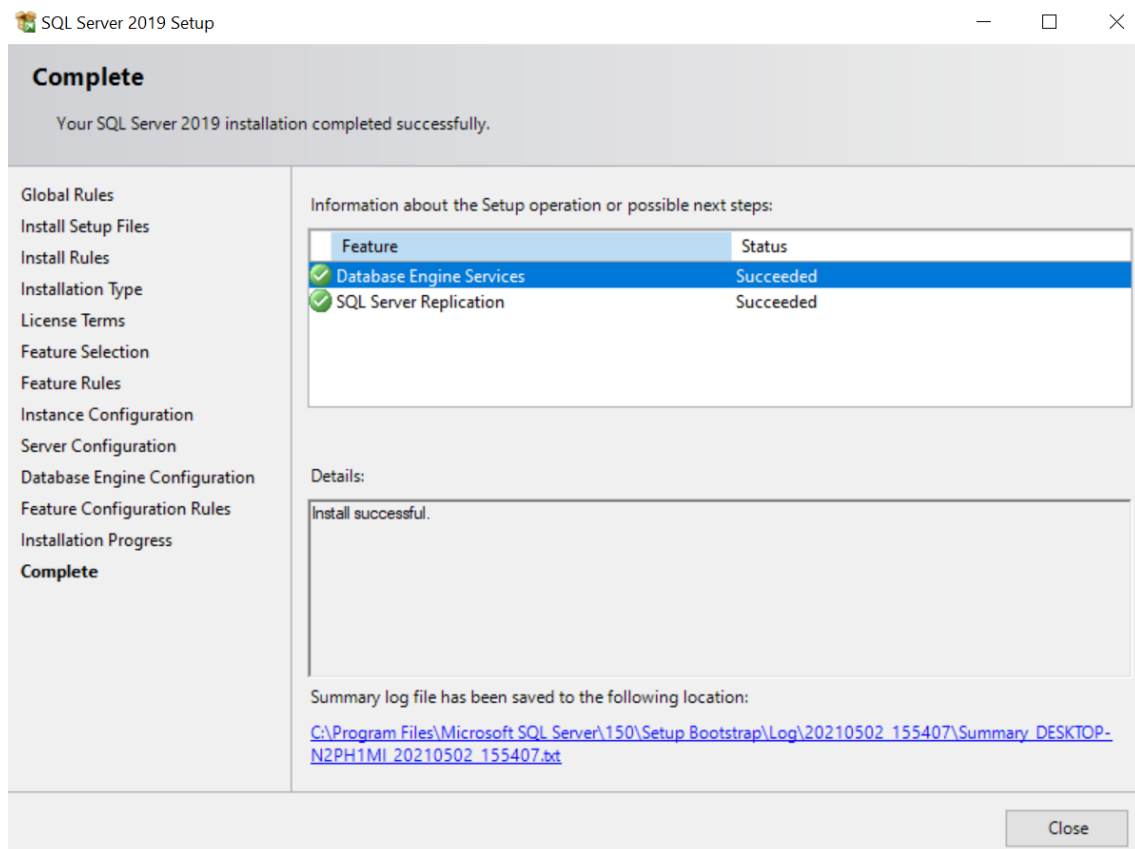 SQL Server 2019 Setup
Complete
Your SQL Server 2019 installation completed successfully.
Global Rules
Install Setup Files
Install Rules
Installation Type
License Terms
Feature Selection
Feature Rules
Instance Configuration
Server Configuration
Database Engine Configuration
Feature Configuration Rules
Installation Progress
Complete
Information about the Setup operation or possible next steps:
Feature Status
Database Engine Services Succeeded
SQL Server Replication Succeeded
Details:
Install successful.
Summary log file has been saved to the following location:
C:\Program Files\Microsoft SQL Server\150\Setup Bootstrap\Log\20210502_155407\Summary_DESKTOP-
N2PH1MI_20210502_155407.txt
Close